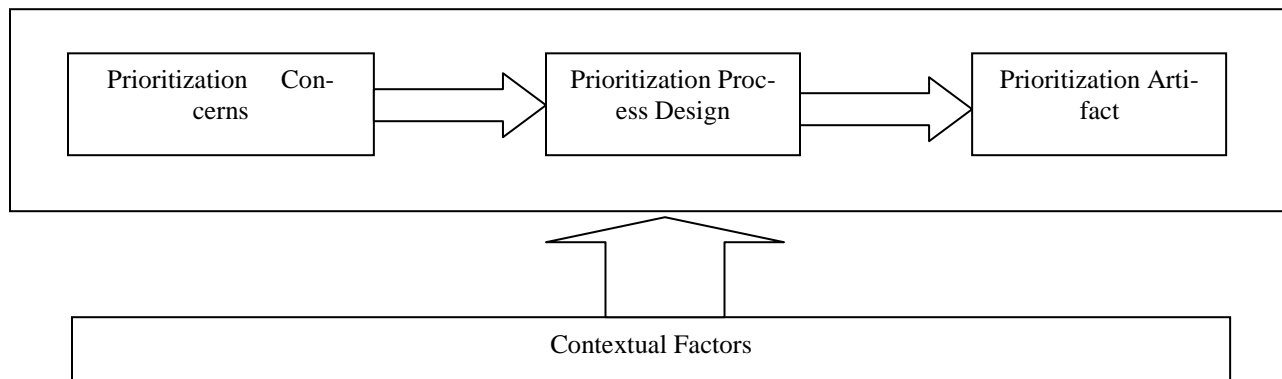 Prioritization Con-
cerns
Prioritization Proc-
ess Design
Prioritization Arti-
fact
Contextual Factors